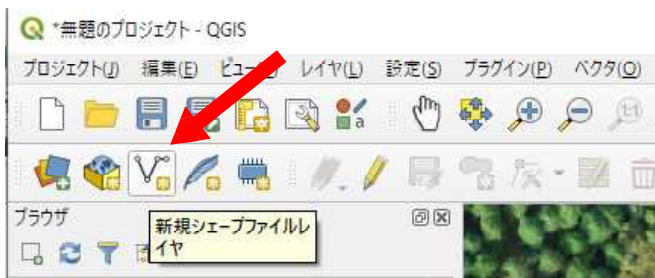 *無題のプロジェクト - QGIS
プロジェクト(J) 編集(E) ビュー レイヤ(L) 設定(S) プラグイン(P) ベクタ(O)
1:1
a
ブラウザ
新規シェープファイルレ
イヤ